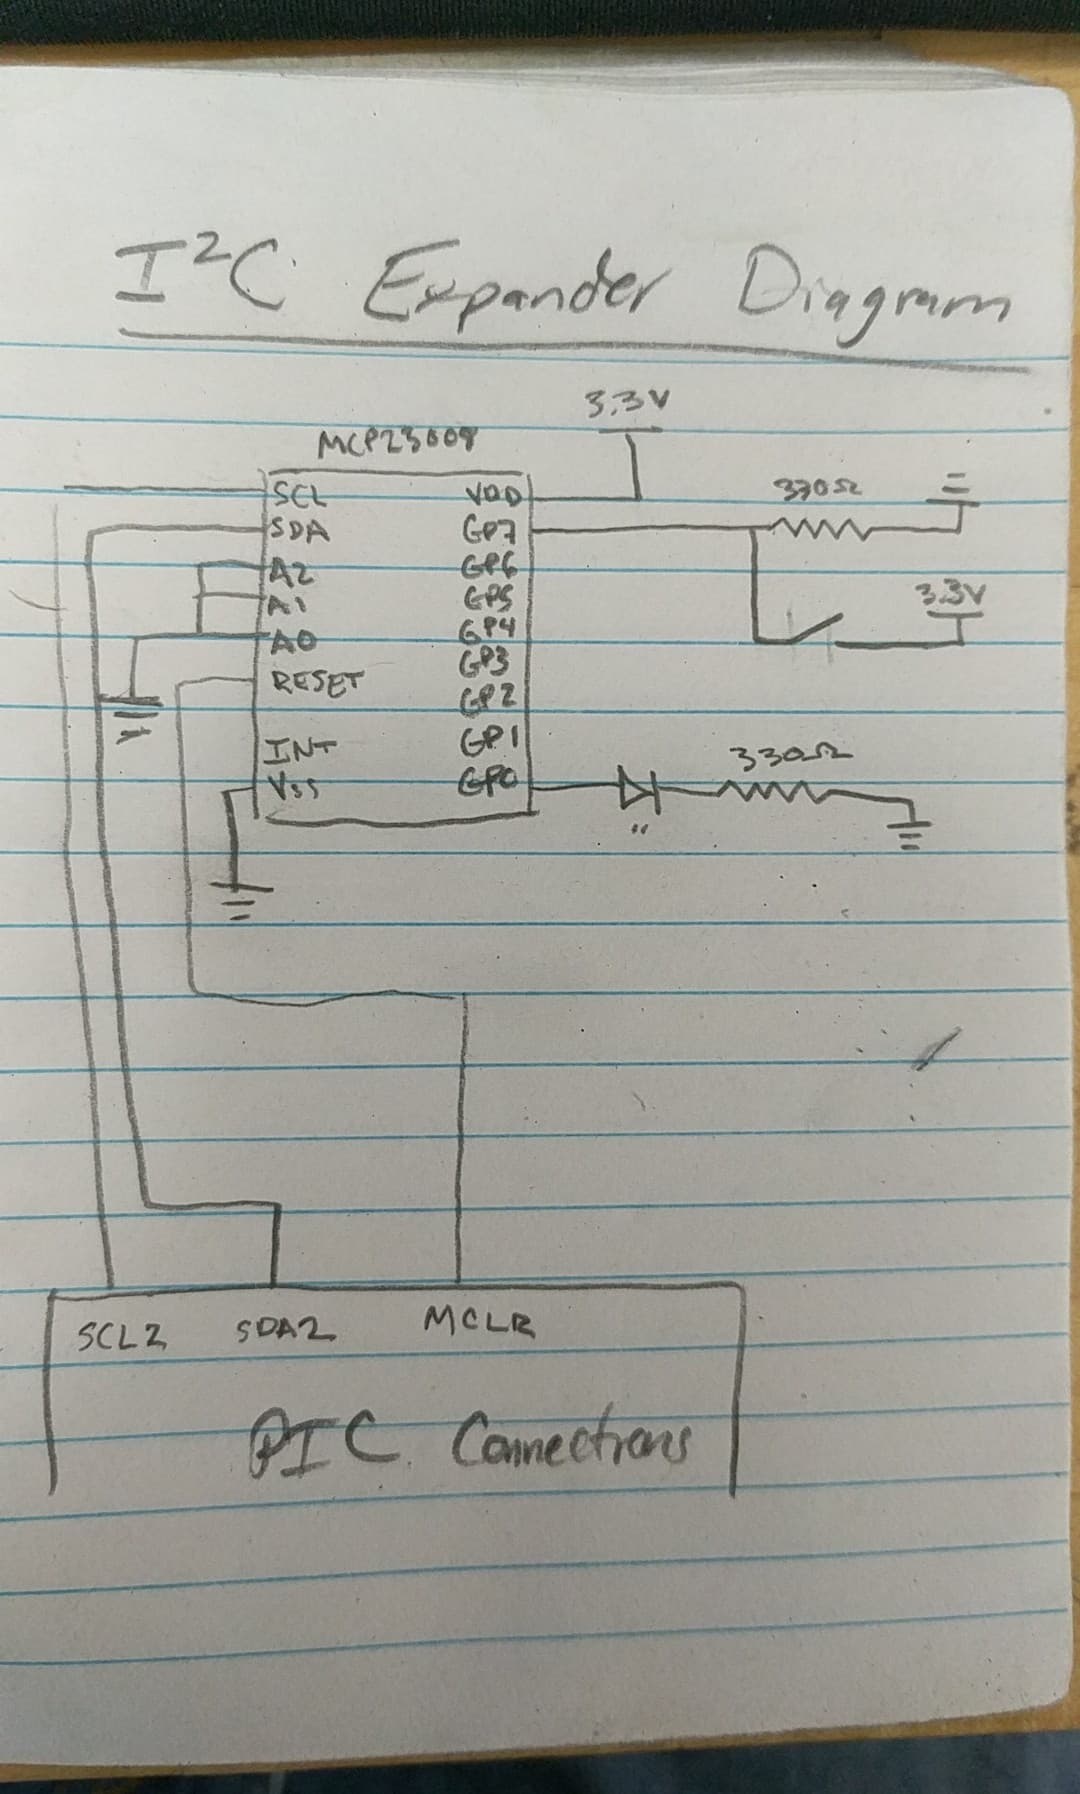 I²C Expander Diagram
3.3V
MCP23008
SCL VDD
330Ω
SDA GP7
A2 GP6
A1 GP5
3.3V
A0 GP4
GP3
RESET GP2
INT GP1
330Ω
Vss GP0
SCL2 SDA2 MCLR
PIC Connections